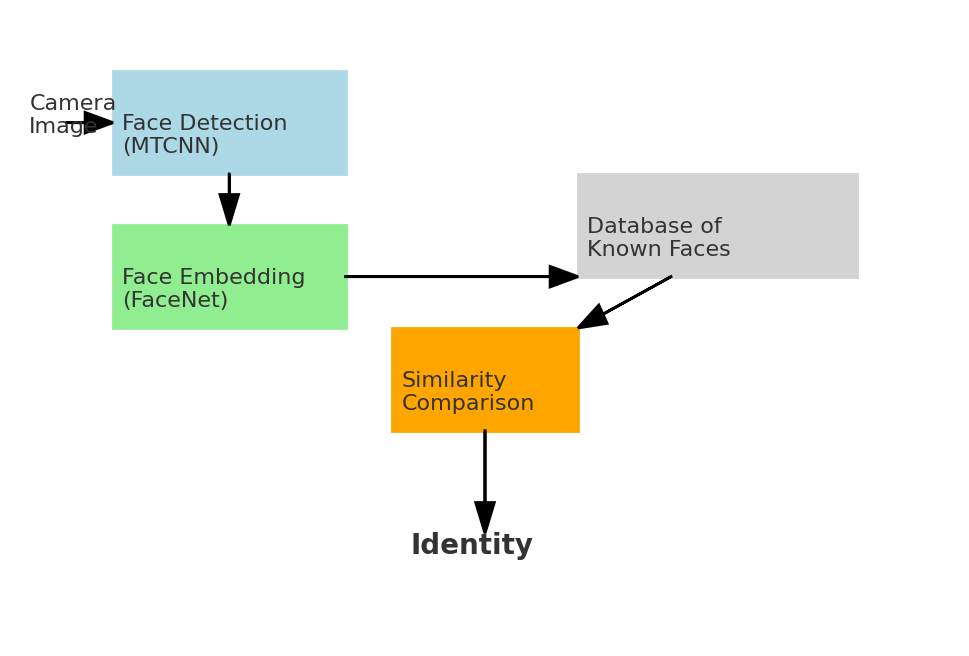 Camera
Image
Face Detection
(MTCNN)
Face Embedding
(FaceNet)
Database of
Known Faces
Similarity
Comparison
Identity